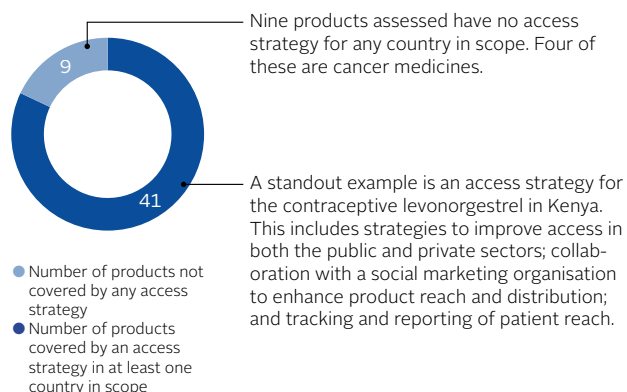 Nine products assessed have no access
strategy for any country in scope. Four of
these are cancer medicines.
9
41
A standout example is an access strategy for
the contraceptive levonorgestrel in Kenya.
This includes strategies to improve access in
both the public and private sectors; collab-
oration with a social marketing organisation
to enhance product reach and distribution;
and tracking and reporting of patient reach.
Number of products not
covered by any access
strategy
Number of products
covered by an access
strategy in at least one
country in scope